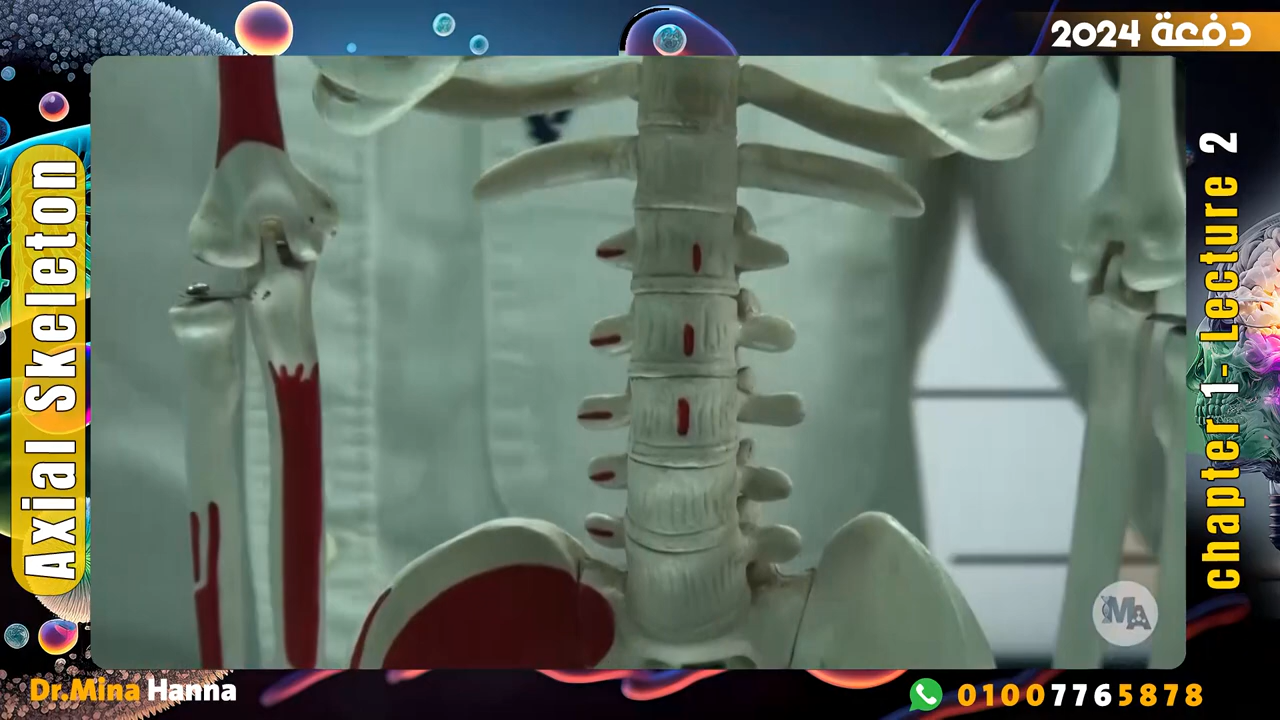 دفعة 2024
Axial Skeleton
chapter 1- Lecture 2
MA
Dr.Mina Hanna
01007765878